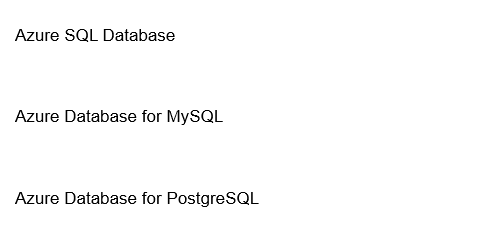 Azure SQL Database
Azure Database for MySQL
Azure Database for PostgreSQL